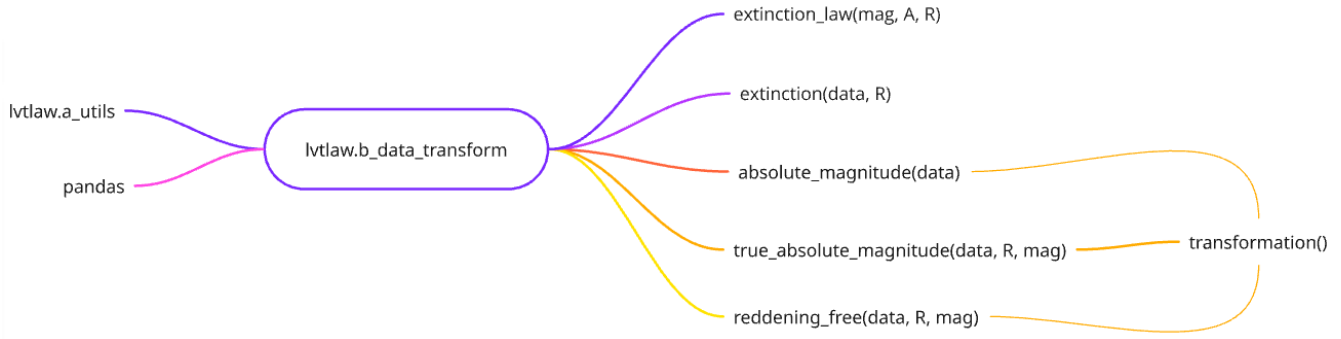 lvtlaw.a_utils
pandas
lvtlaw.b_data_transform
extinction_law(mag, A, R)
extinction(data, R)
absolute_magnitude(data)
true_absolute_magnitude(data, R, mag)
reddening_free(data, R, mag)
transformation()